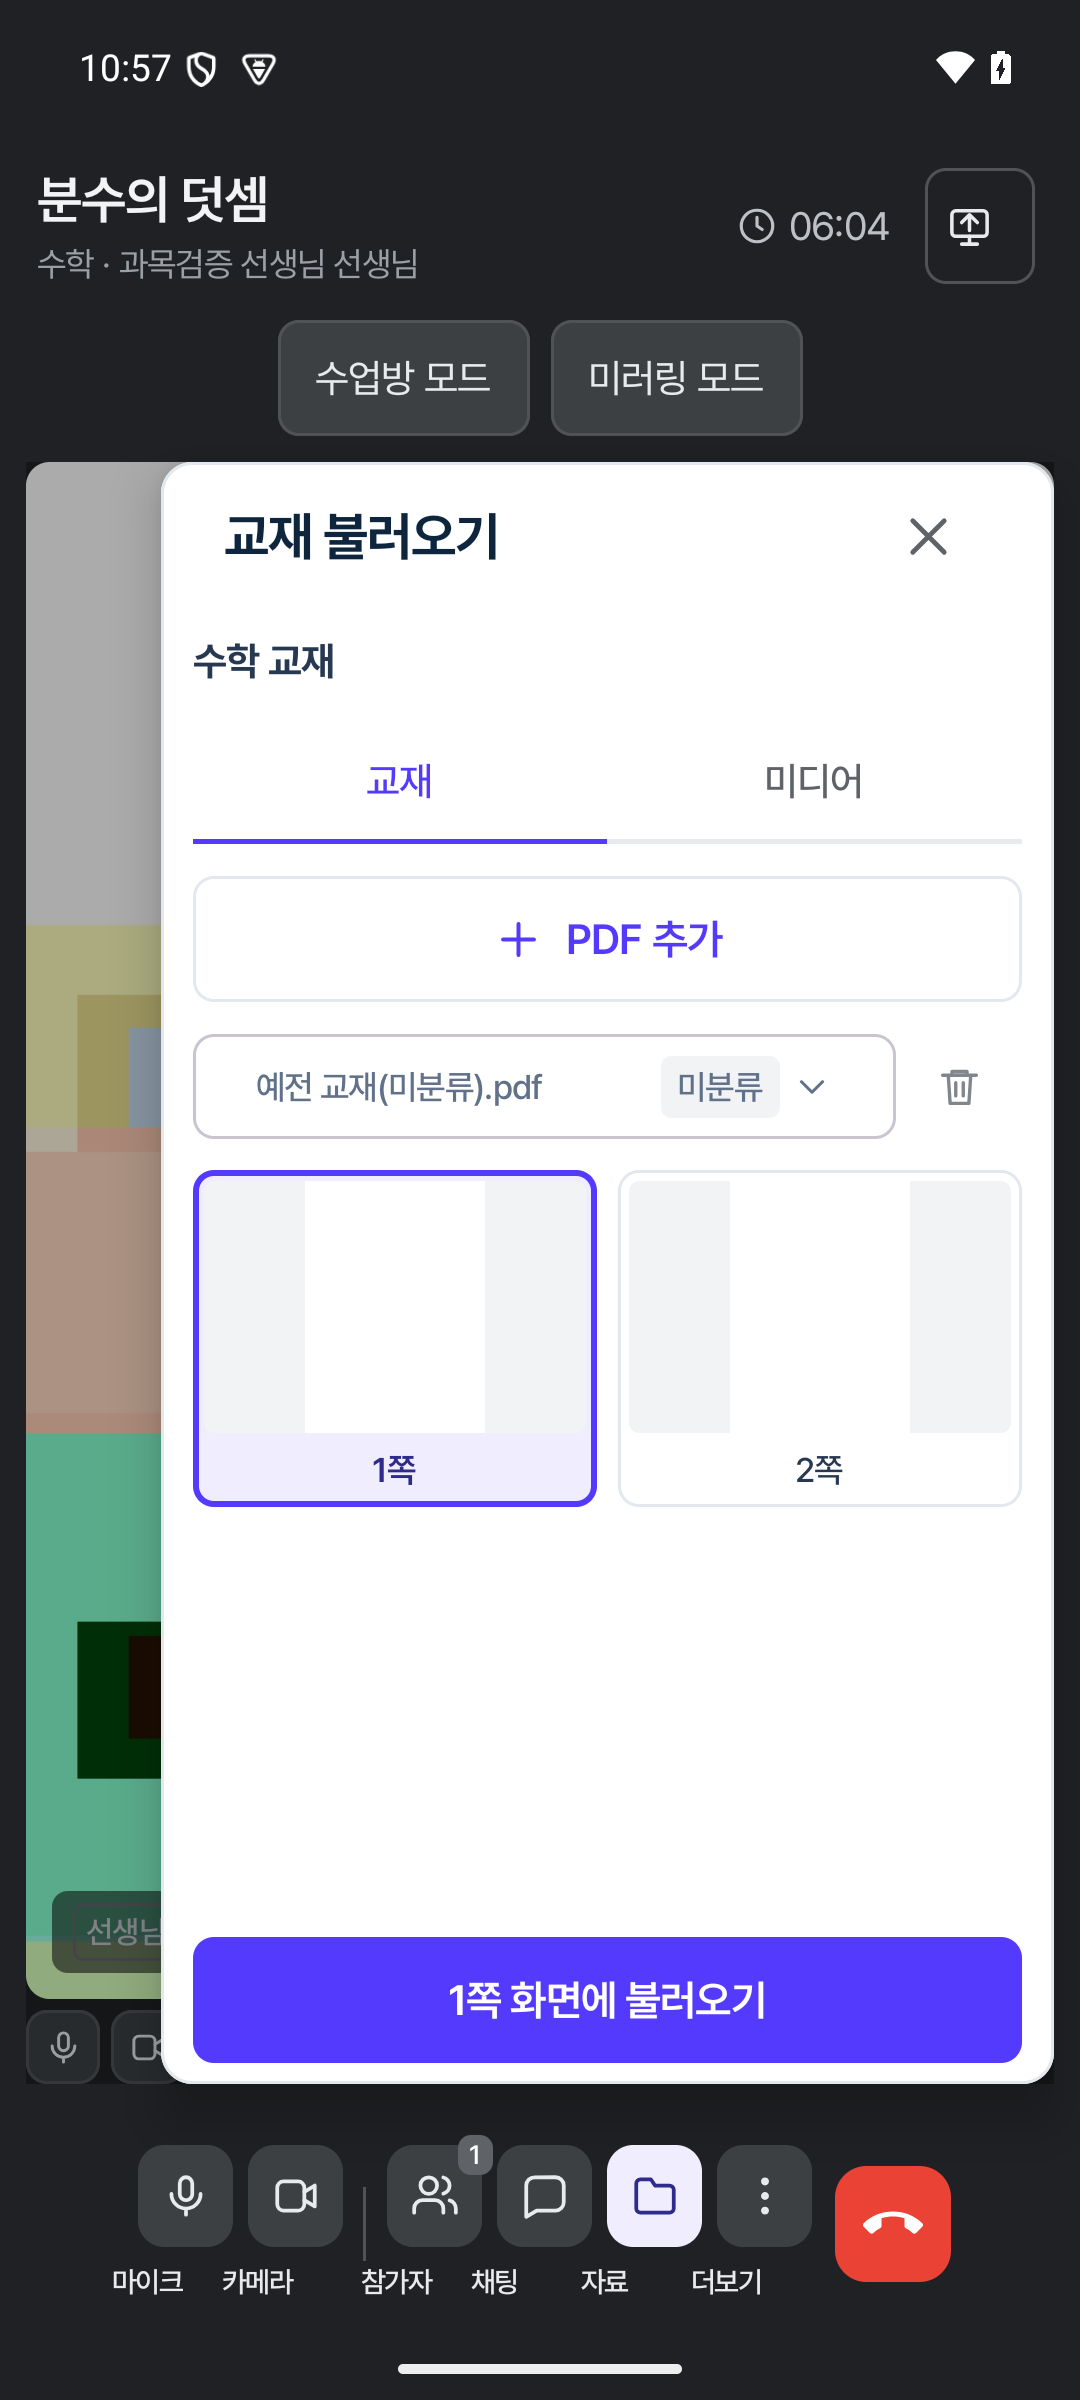 10:57
분수의 덧셈
수학 · 과목검증 선생님 선생님
06:04
수업방 모드
미러링 모드
교재 불러오기
수학 교재
교재
미디어
PDF 추가
예전 교재(미분류).pdf
미분류
1쪽
2쪽
선생님
1쪽 화면에 불러오기
1
마이크
카메라
참가자
채팅
자료
더보기